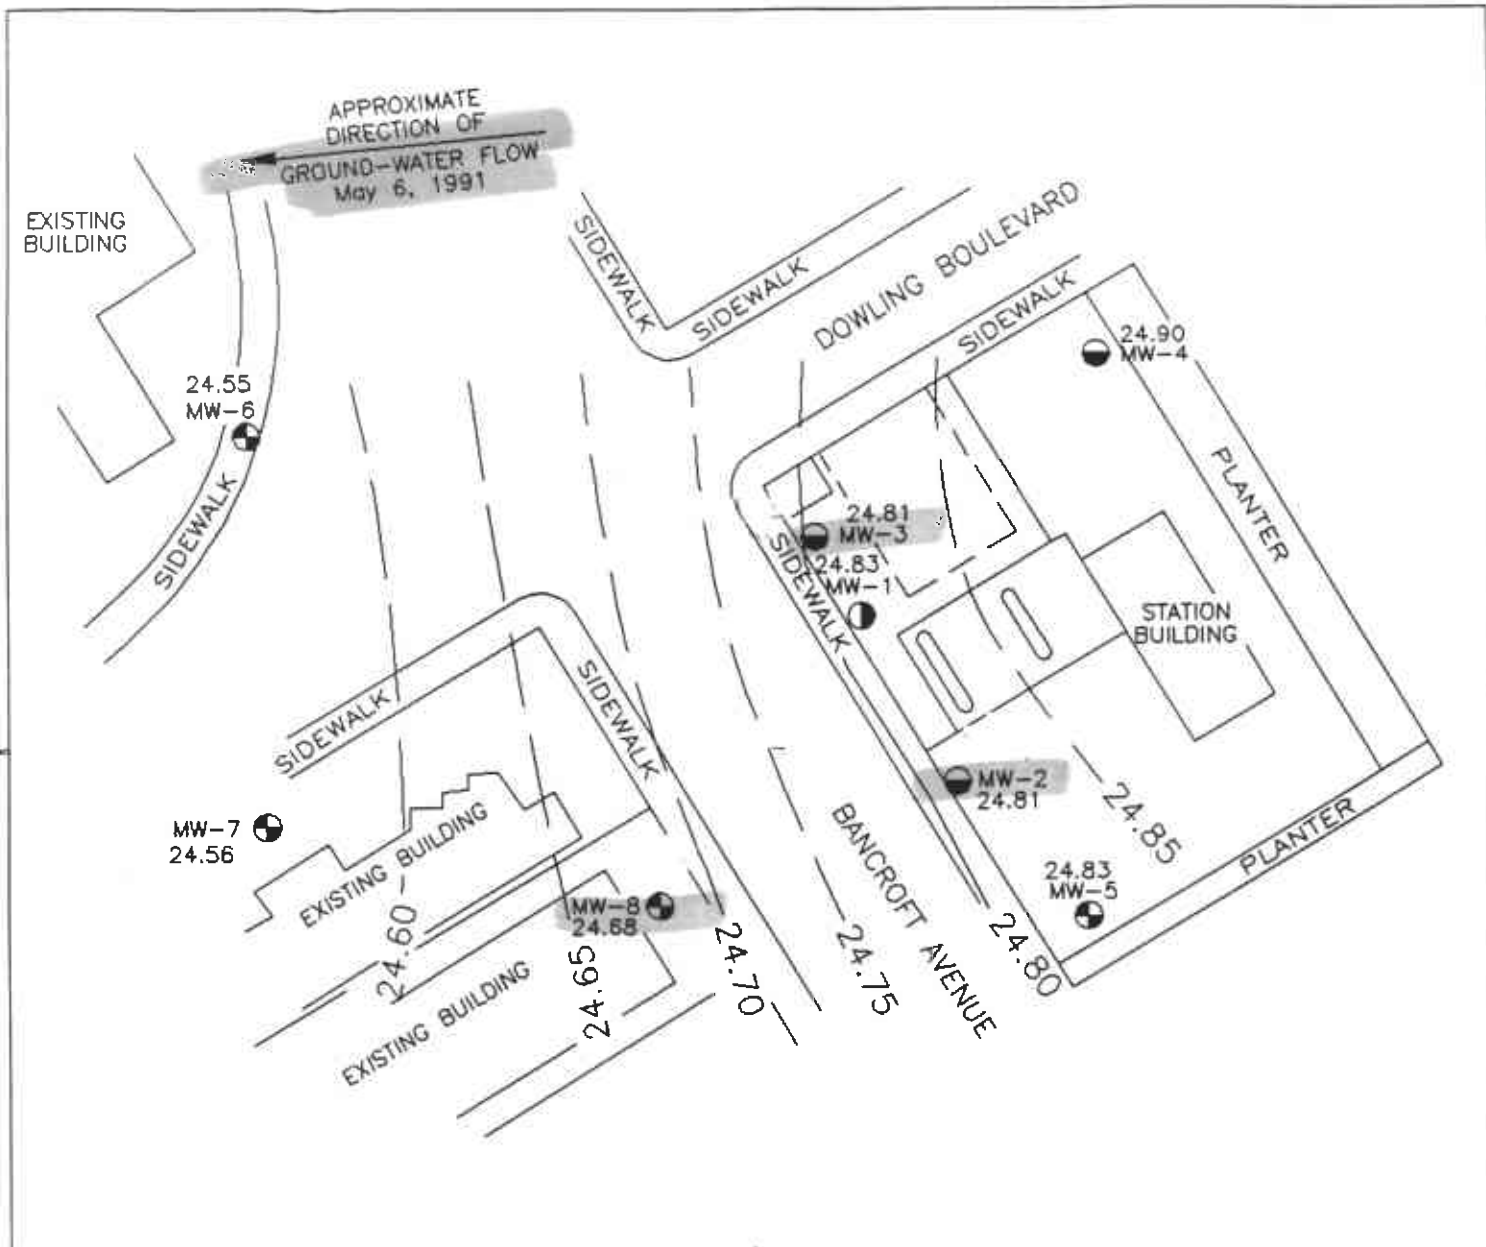 APPROXIMATE
DIRECTION OF
GROUND-WATER FLOW
May 6, 1991
EXISTING
BUILDING
SIDEWALK
SIDEWALK
DOWLING BOULEVARD
SIDEWALK
24.90
MW-4
24.55
MW-6
SIDEWALK
PLANTER
24.81
MW-3
24.83
MW-1
SIDEWALK
STATION
BUILDING
SIDEWALK
SIDEWALK
MW-2
24.81
24.85
MW-7
24.56
EXISTING BUILDING
BANCROFT AVENUE
PLANTER
24.83
MW-5
MW-8
24.68
24.60
24.65
24.70
24.75
24.80
EXISTING BUILDING